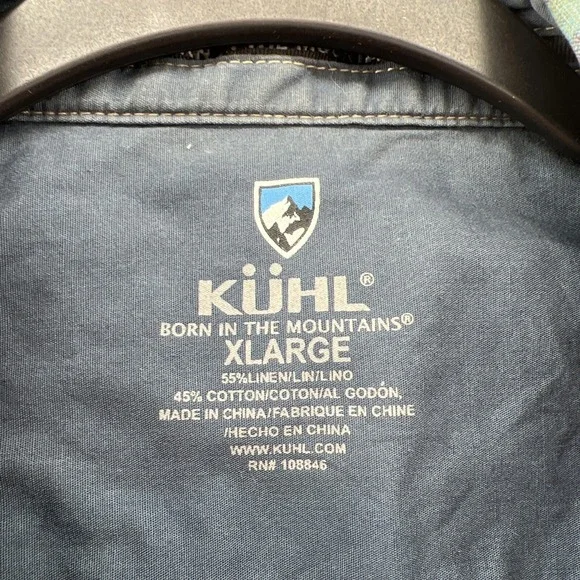 KÜHL®
BORN IN THE MOUNTAINS®
XLARGE
55%LINEN/LIN/LINO
45% COTTON/COTON/AL GODÓN,
MADE IN CHINA/FABRIQUE EN CHINE
/HECHO EN CHINA
WWW.KUHL.COM
RN# 108846